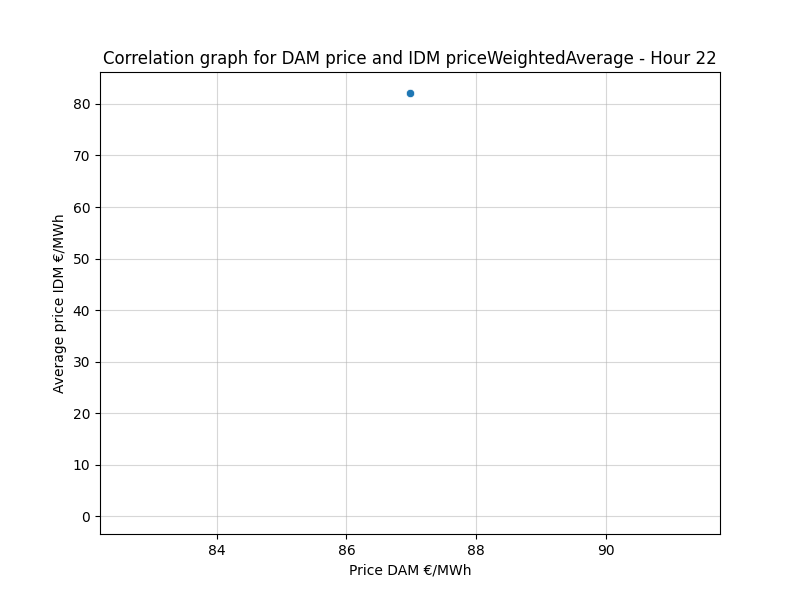 Correlation graph for DAM price and IDM priceWeightedAverage - Hour 22
80
70
60
50
40
30
20
10
0
Average price IDM €/MWh
84 86 88 90
Price DAM €/MWh